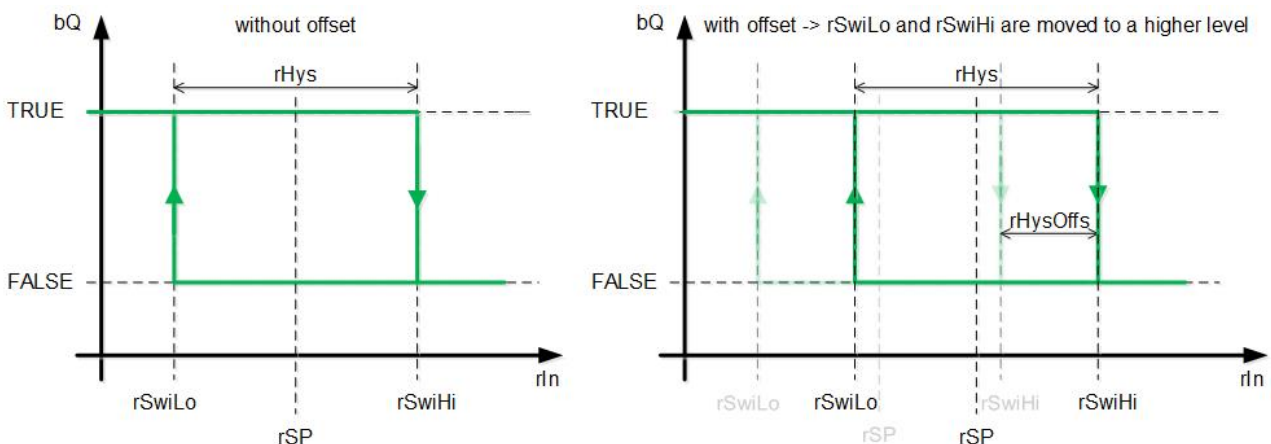 bQ without offset
rHys
TRUE
FALSE
rIn
rSwiLo rSwiHi
rSP
bQ with offset -> rSwiLo and rSwiHi are moved to a higher level
rHys
TRUE
rHysOffs
FALSE
rIn
rSwiLo rSwiLo rSwiHi rSwiHi
rSP rSP